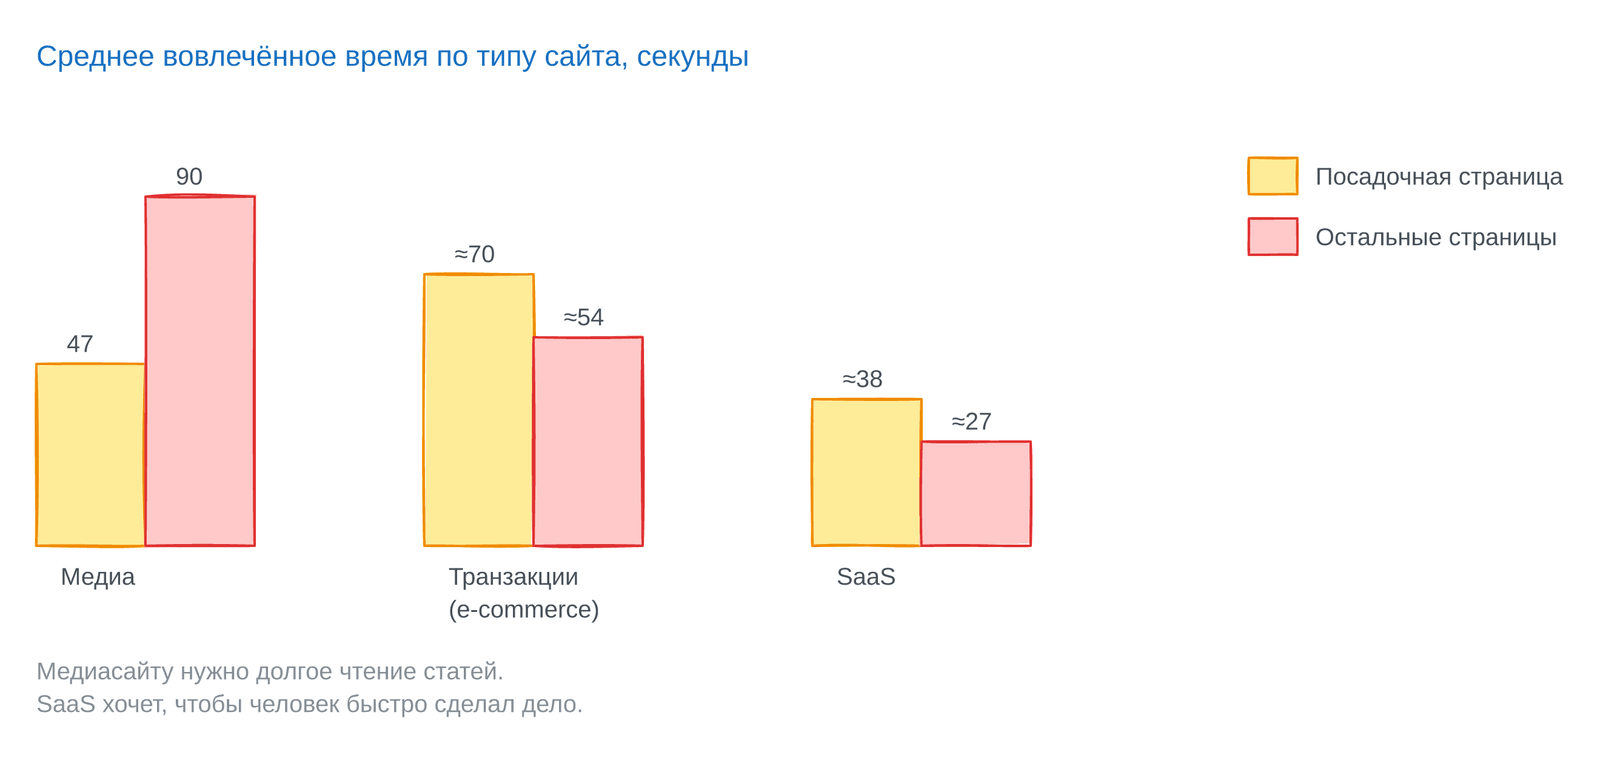 Среднее вовлечённое время по типу сайта, секунды
90
Посадочная страница
Остальные страницы
≈70
≈54
47
≈38
≈27
Медиа
Транзакции
(e-commerce)
SaaS
Медиасайту нужно долгое чтение статей.
SaaS хочет, чтобы человек быстро сделал дело.